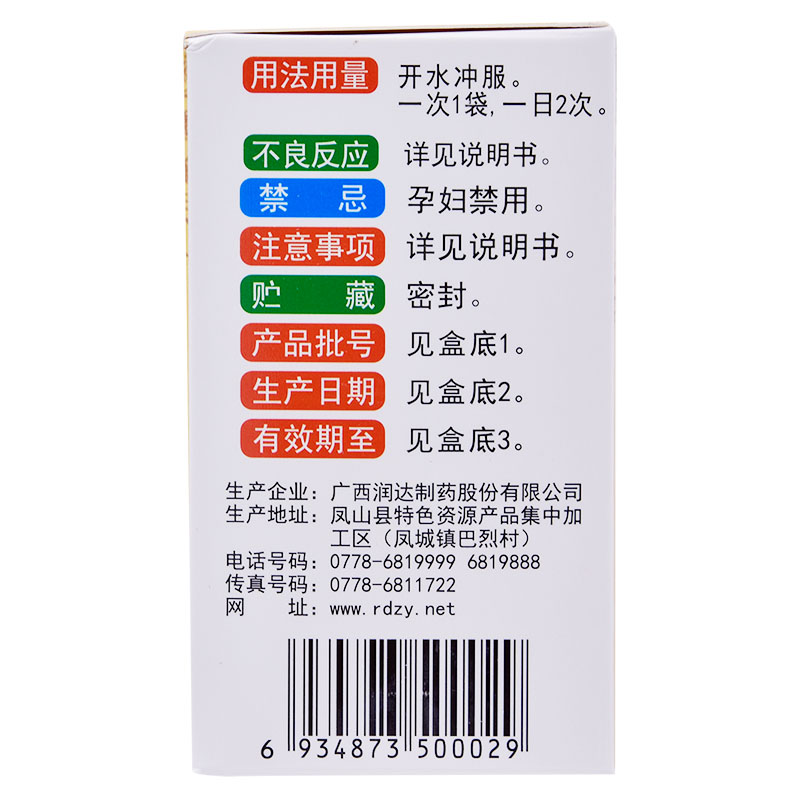 用法用量 开水冲服。
一次1袋,一日2次。
不良反应 详见说明书。
禁 忌 孕妇禁用。
注意事项 详见说明书。
贮 藏 密封。
产品批号 见盒底1。
生产日期 见盒底2。
有效期至 见盒底3。
生产企业：广西润达制药股份有限公司
生产地址：凤山县特色资源产品集中加
工区（凤城镇巴烈村）
电话号码：0778-6819999 6819888
传真号码：0778-6811722
网 址：www.rdzy.net
6 934873 500029